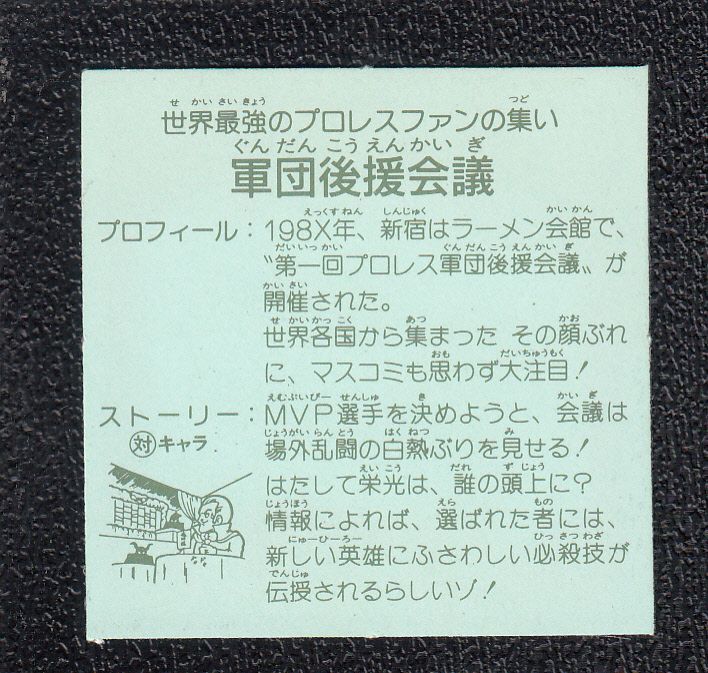 世界最強のプロレスファンの集い
軍団後援会議
プロフィール：198X年、新宿はラーメン会館で、
〝第一回プロレス軍団後援会議〟が
開催された。
世界各国から集まった その顔ぶれ
に、マスコミも思わず大注目！
ストーリー：MVP選手を決めようと、会議は
対キャラ
場外乱闘の白熱ぶりを見せる！
はたして栄光は、誰の頭上に？
情報によれば、選ばれた者には、
新しい英雄にふさわしい必殺技が
伝授されるらしいゾ！